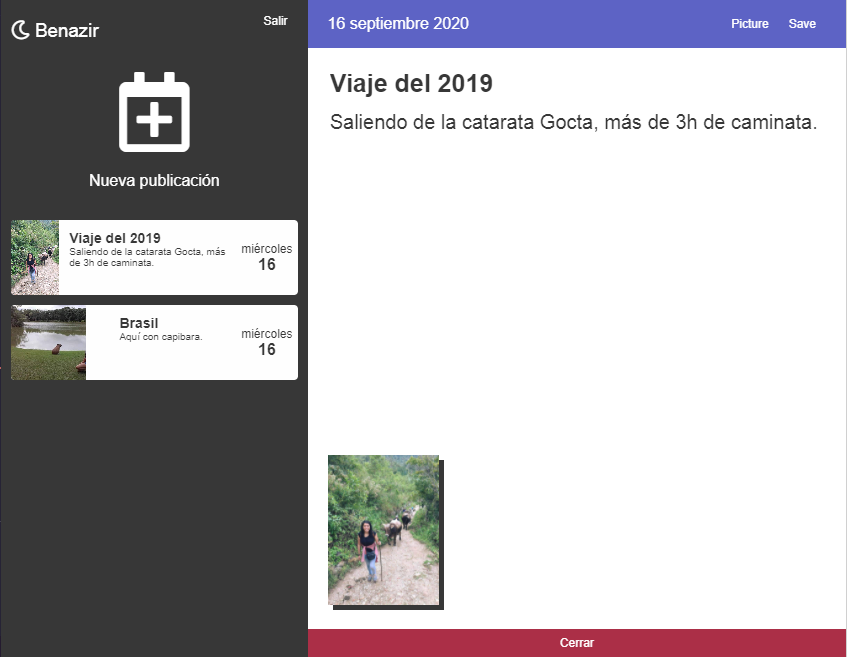 Benazir
Salir
Nueva publicación
Viaje del 2019
Saliendo de la catarata Gocta, más
de 3h de caminata.
miércoles
16
Brasil
Aquí con capibara.
miércoles
16
16 septiembre 2020
Picture
Save
Viaje del 2019
Saliendo de la catarata Gocta, más de 3h de caminata.
Cerrar